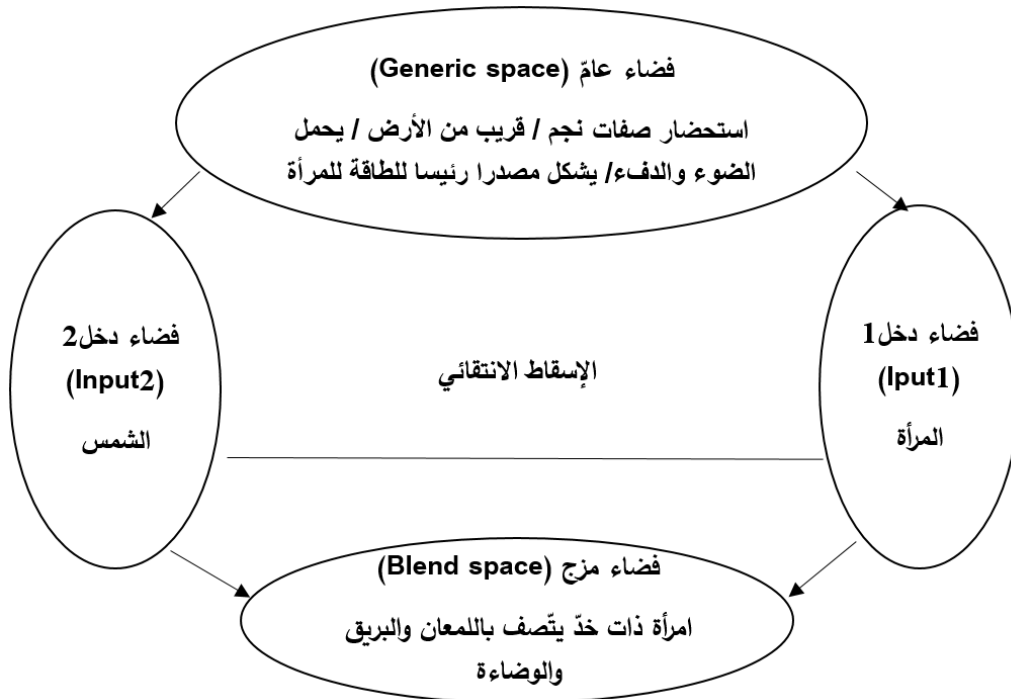 فضاء عامّ (Generic space)
استحضار صفات نجم / قريب من الأرض / يحمل
الضوء والدفء/ يشكل مصدرا رئيسا للطاقة للمرأة
فضاء دخل1
(Iput1)
المرأة
الإسقاط الانتقائي
فضاء دخل2
(Input2)
الشمس
فضاء مزج (Blend space)
امرأة ذات خدّ يتّصف باللمعان والبريق
والوضاءة